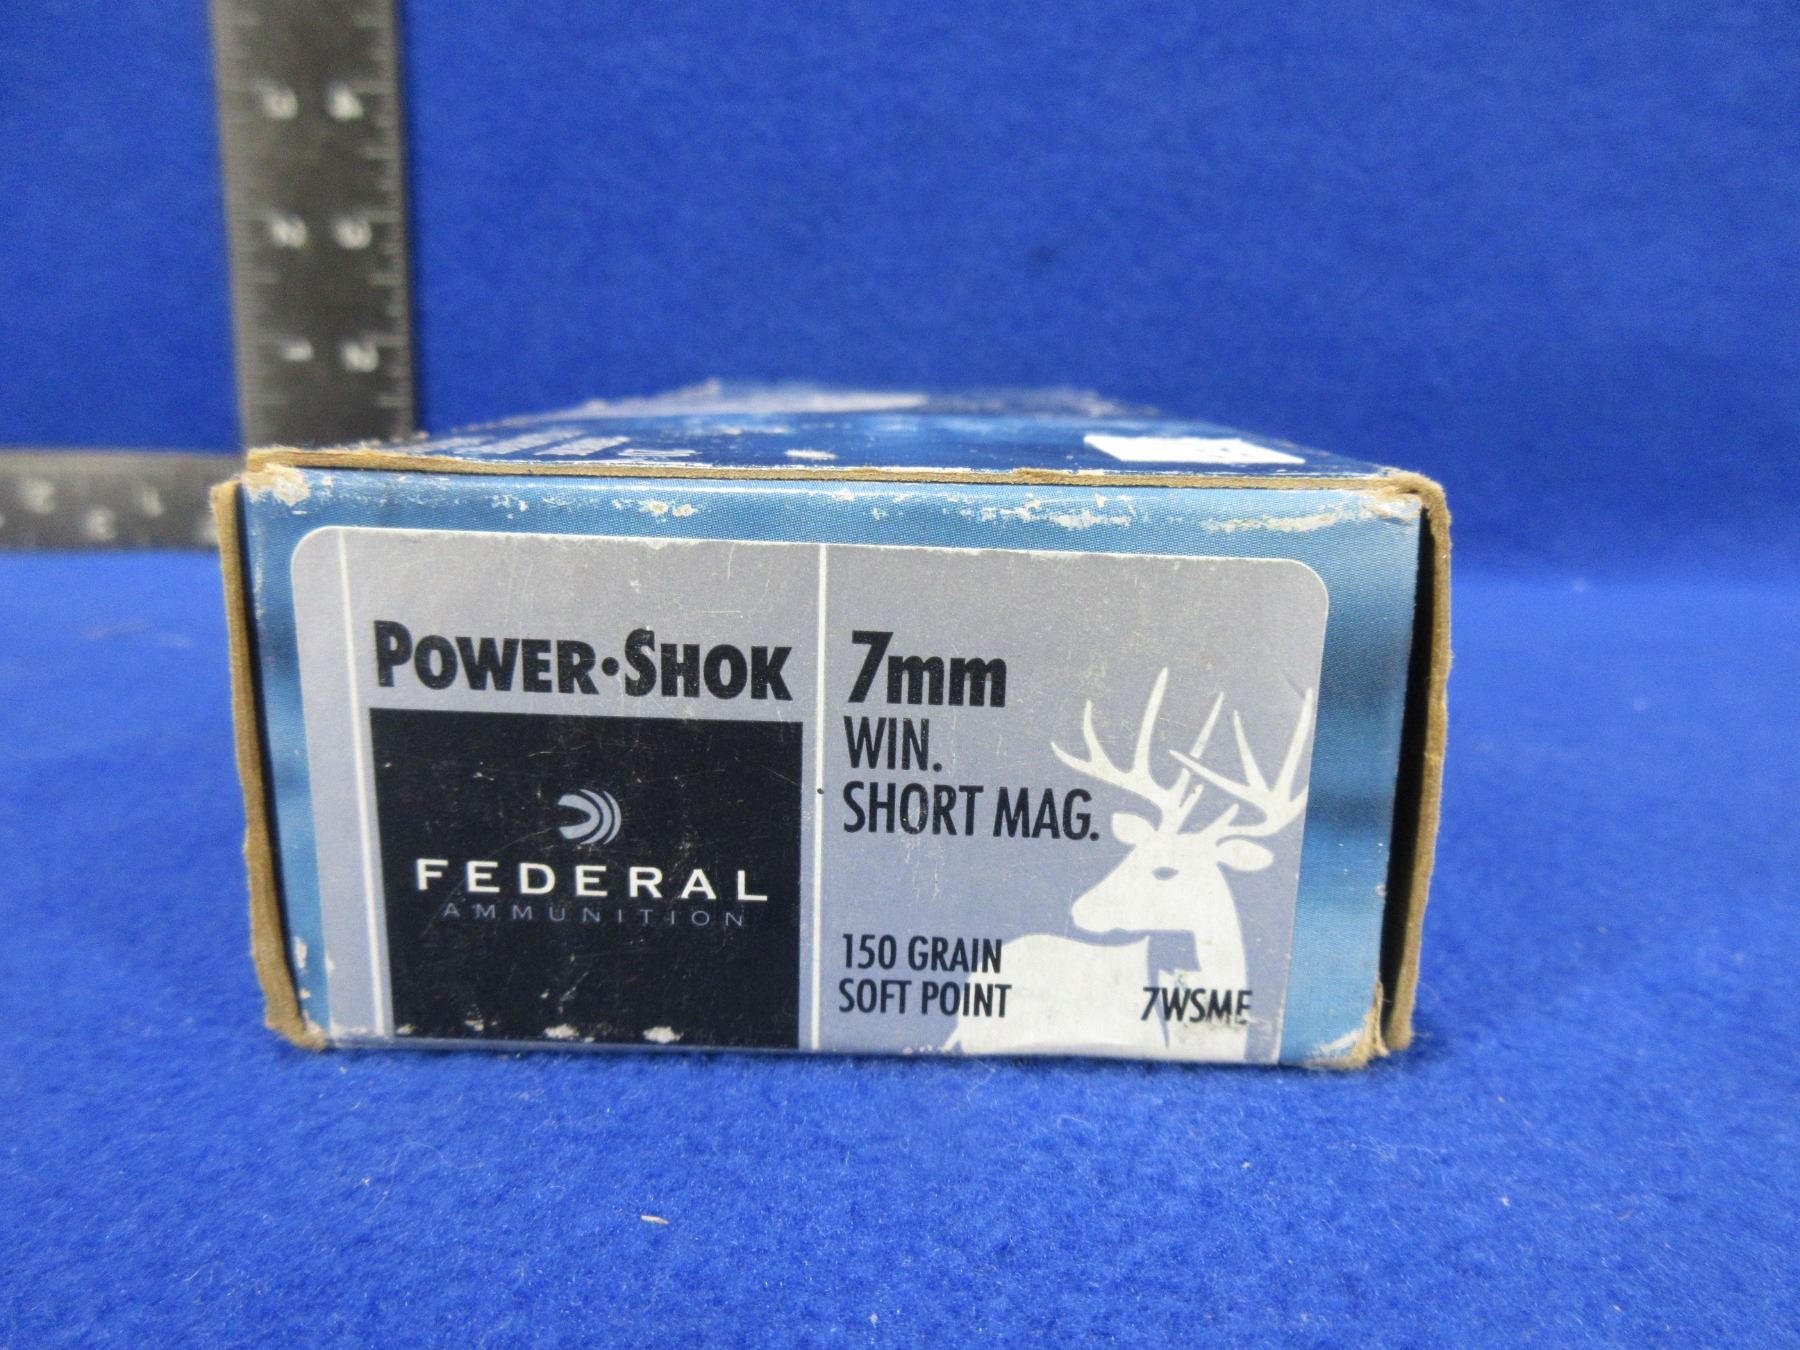 POWER•SHOK
FEDERAL
AMMUNITION
7mm
WIN.
SHORT MAG.
150 GRAIN
SOFT POINT
7WSME